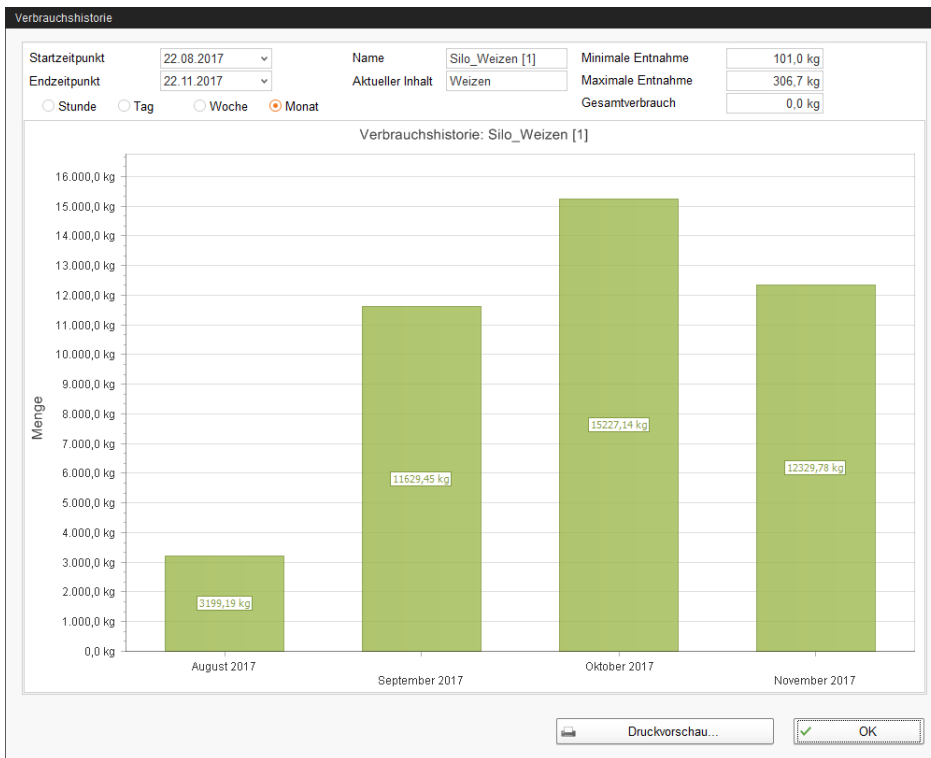 Verbrauchshistorie
Startzeitpunkt 22.08.2017 Name Silo_Weizen [1] Minimale Entnahme 101,0 kg
Endzeitpunkt 22.11.2017 Aktueller Inhalt Weizen Maximale Entnahme 306,7 kg
Stunde Tag Woche Monat Gesamtverbrauch 0,0 kg
Verbrauchshistorie: Silo_Weizen [1]
Menge
16.000,0 kg
15.000,0 kg
14.000,0 kg
13.000,0 kg
12.000,0 kg
11.000,0 kg
10.000,0 kg
9.000,0 kg
8.000,0 kg
7.000,0 kg
6.000,0 kg
5.000,0 kg
4.000,0 kg
3.000,0 kg
2.000,0 kg
1.000,0 kg
0,0 kg
3199,19 kg
11629,45 kg
15227,14 kg
12329,78 kg
August 2017
September 2017
Oktober 2017
November 2017
Druckvorschau... OK